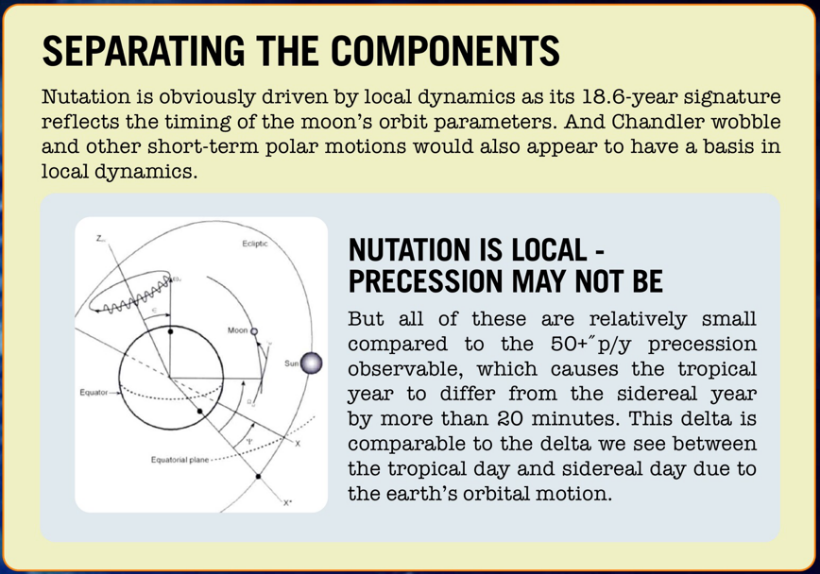 SEPARATING THE COMPONENTS
Nutation is obviously driven by local dynamics as its 18.6-year signature
reflects the timing of the moon's orbit parameters. And Chandler wobble
and other short-term polar motions would also appear to have a basis in
local dynamics.
Ecliptic
Moon
Sun
Equator
Equatorial plane
X
X*
NUTATION IS LOCAL -
PRECESSION MAY NOT BE
But all of these are relatively small
compared to the 50+˝p/y precession
observable, which causes the tropical
year to differ from the sidereal year
by more than 20 minutes. This delta is
comparable to the delta we see between
the tropical day and sidereal day due to
the earth's orbital motion.